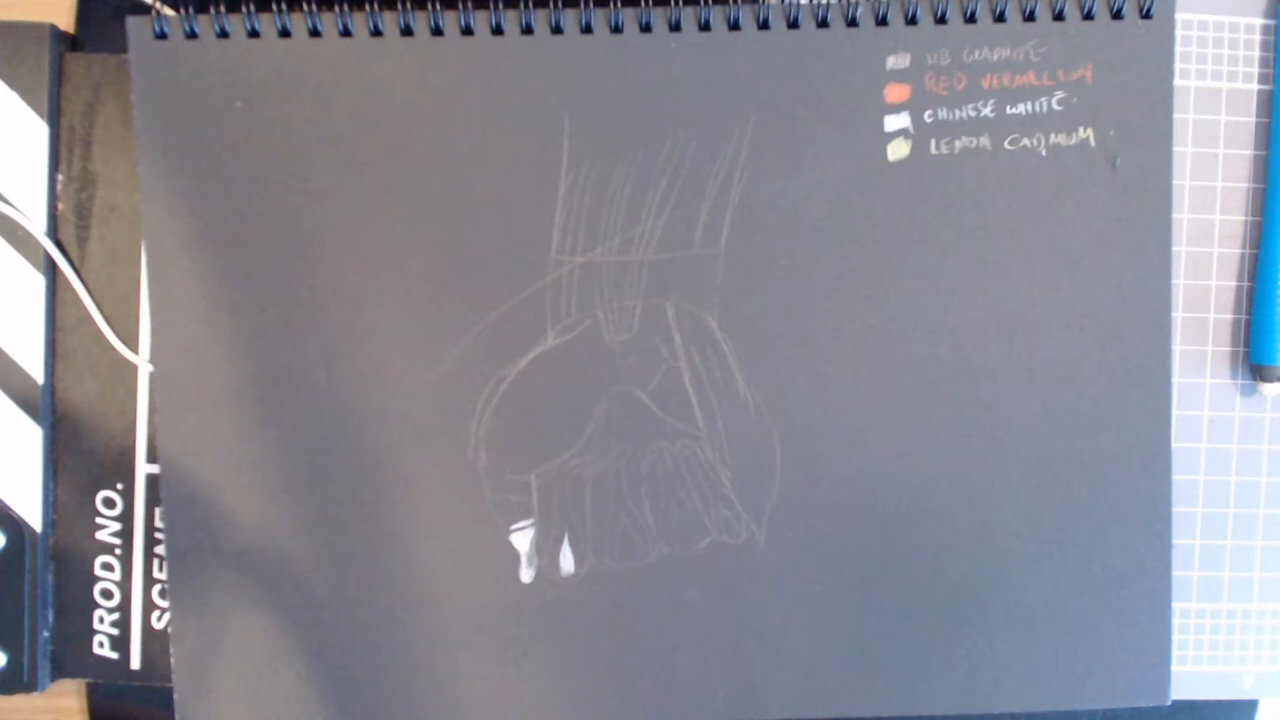 HB GRAPHITE
RED VERMILLION
CHINESE WHITE.
LEMON CADMIUM.
PROD.NO.
SCENE